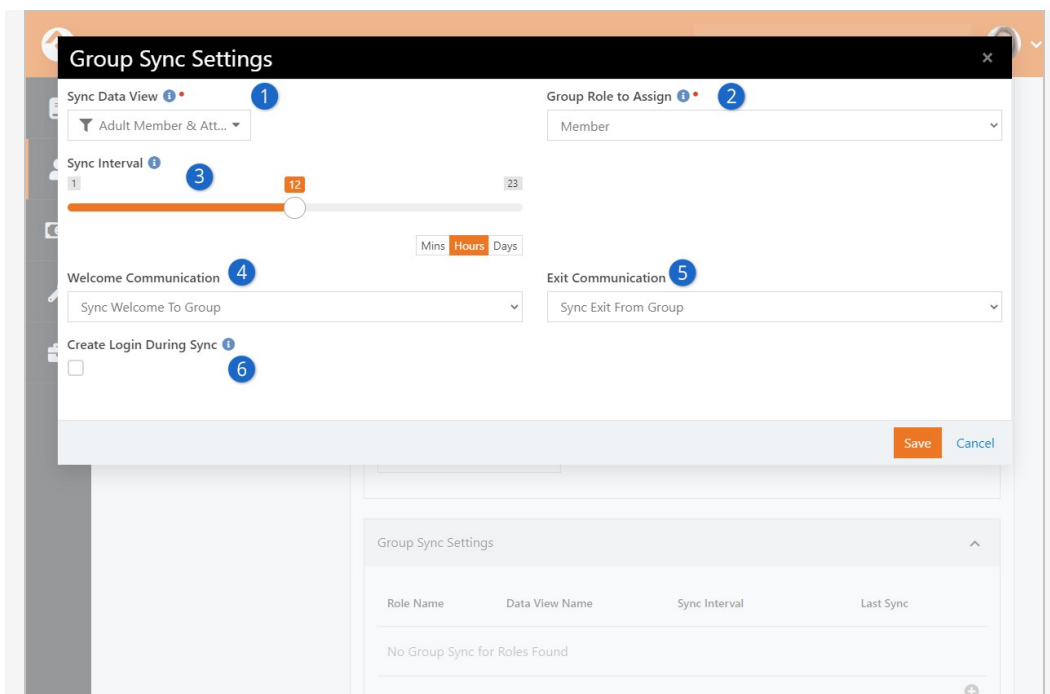 Group Sync Settings ×
Sync Data View 1
Adult Member & Att...
Group Role to Assign 2
Member
Sync Interval 3
1 12 23
Mins Hours Days
Welcome Communication 4
Sync Welcome To Group
Exit Communication 5
Sync Exit From Group
Create Login During Sync 6
Save Cancel
Group Sync Settings
Role Name Data View Name Sync Interval Last Sync
No Group Sync for Roles Found